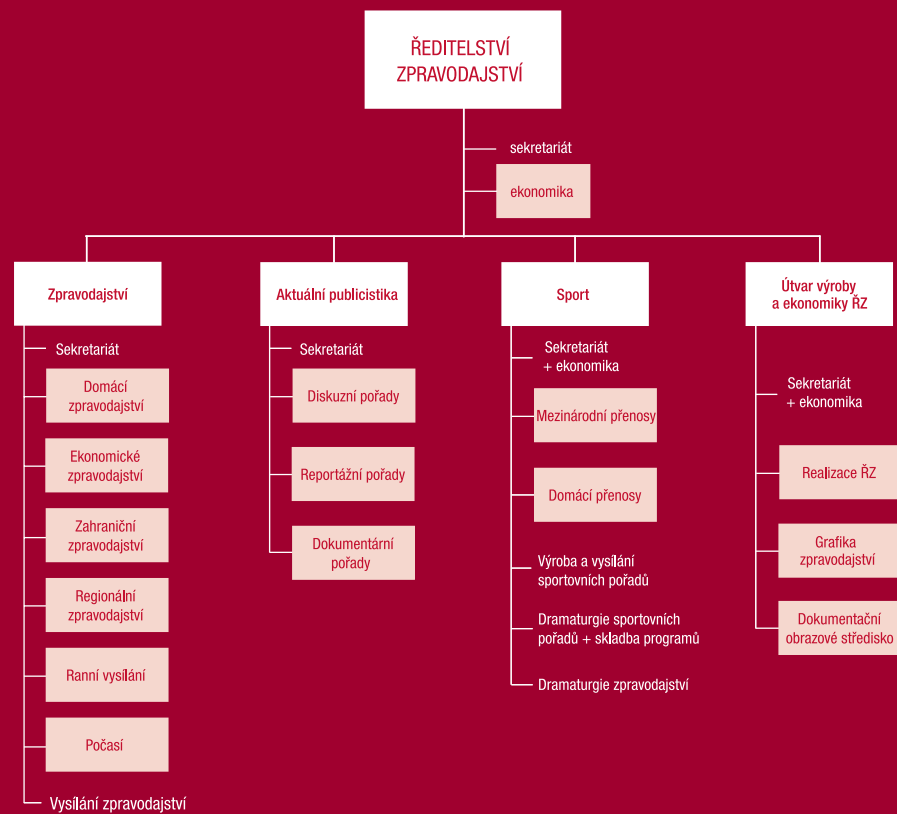 ŘEDITELSTVÍ
ZPRAVODAJSTVÍ
sekretariát
ekonomika
Zpravodajství
Sekretariát
Domácí
zpravodajství
Ekonomické
zpravodajství
Zahraniční
zpravodajství
Regionální
zpravodajství
Ranní vysílání
Počasí
Vysílání zpravodajství
Aktuální publicistika
Sekretariát
Diskuzní pořady
Reportážní pořady
Dokumentární
pořady
Sport
Sekretariát
+ ekonomika
Mezinárodní přenosy
Domácí přenosy
Výroba a vysílání
sportovních pořadů
Dramaturgie sportovních
pořadů + skladba programů
Dramaturgie zpravodajství
Útvar výroby
a ekonomiky ŘZ
Sekretariát
+ ekonomika
Realizace ŘZ
Grafika
zpravodajství
Dokumentační
obrazové středisko